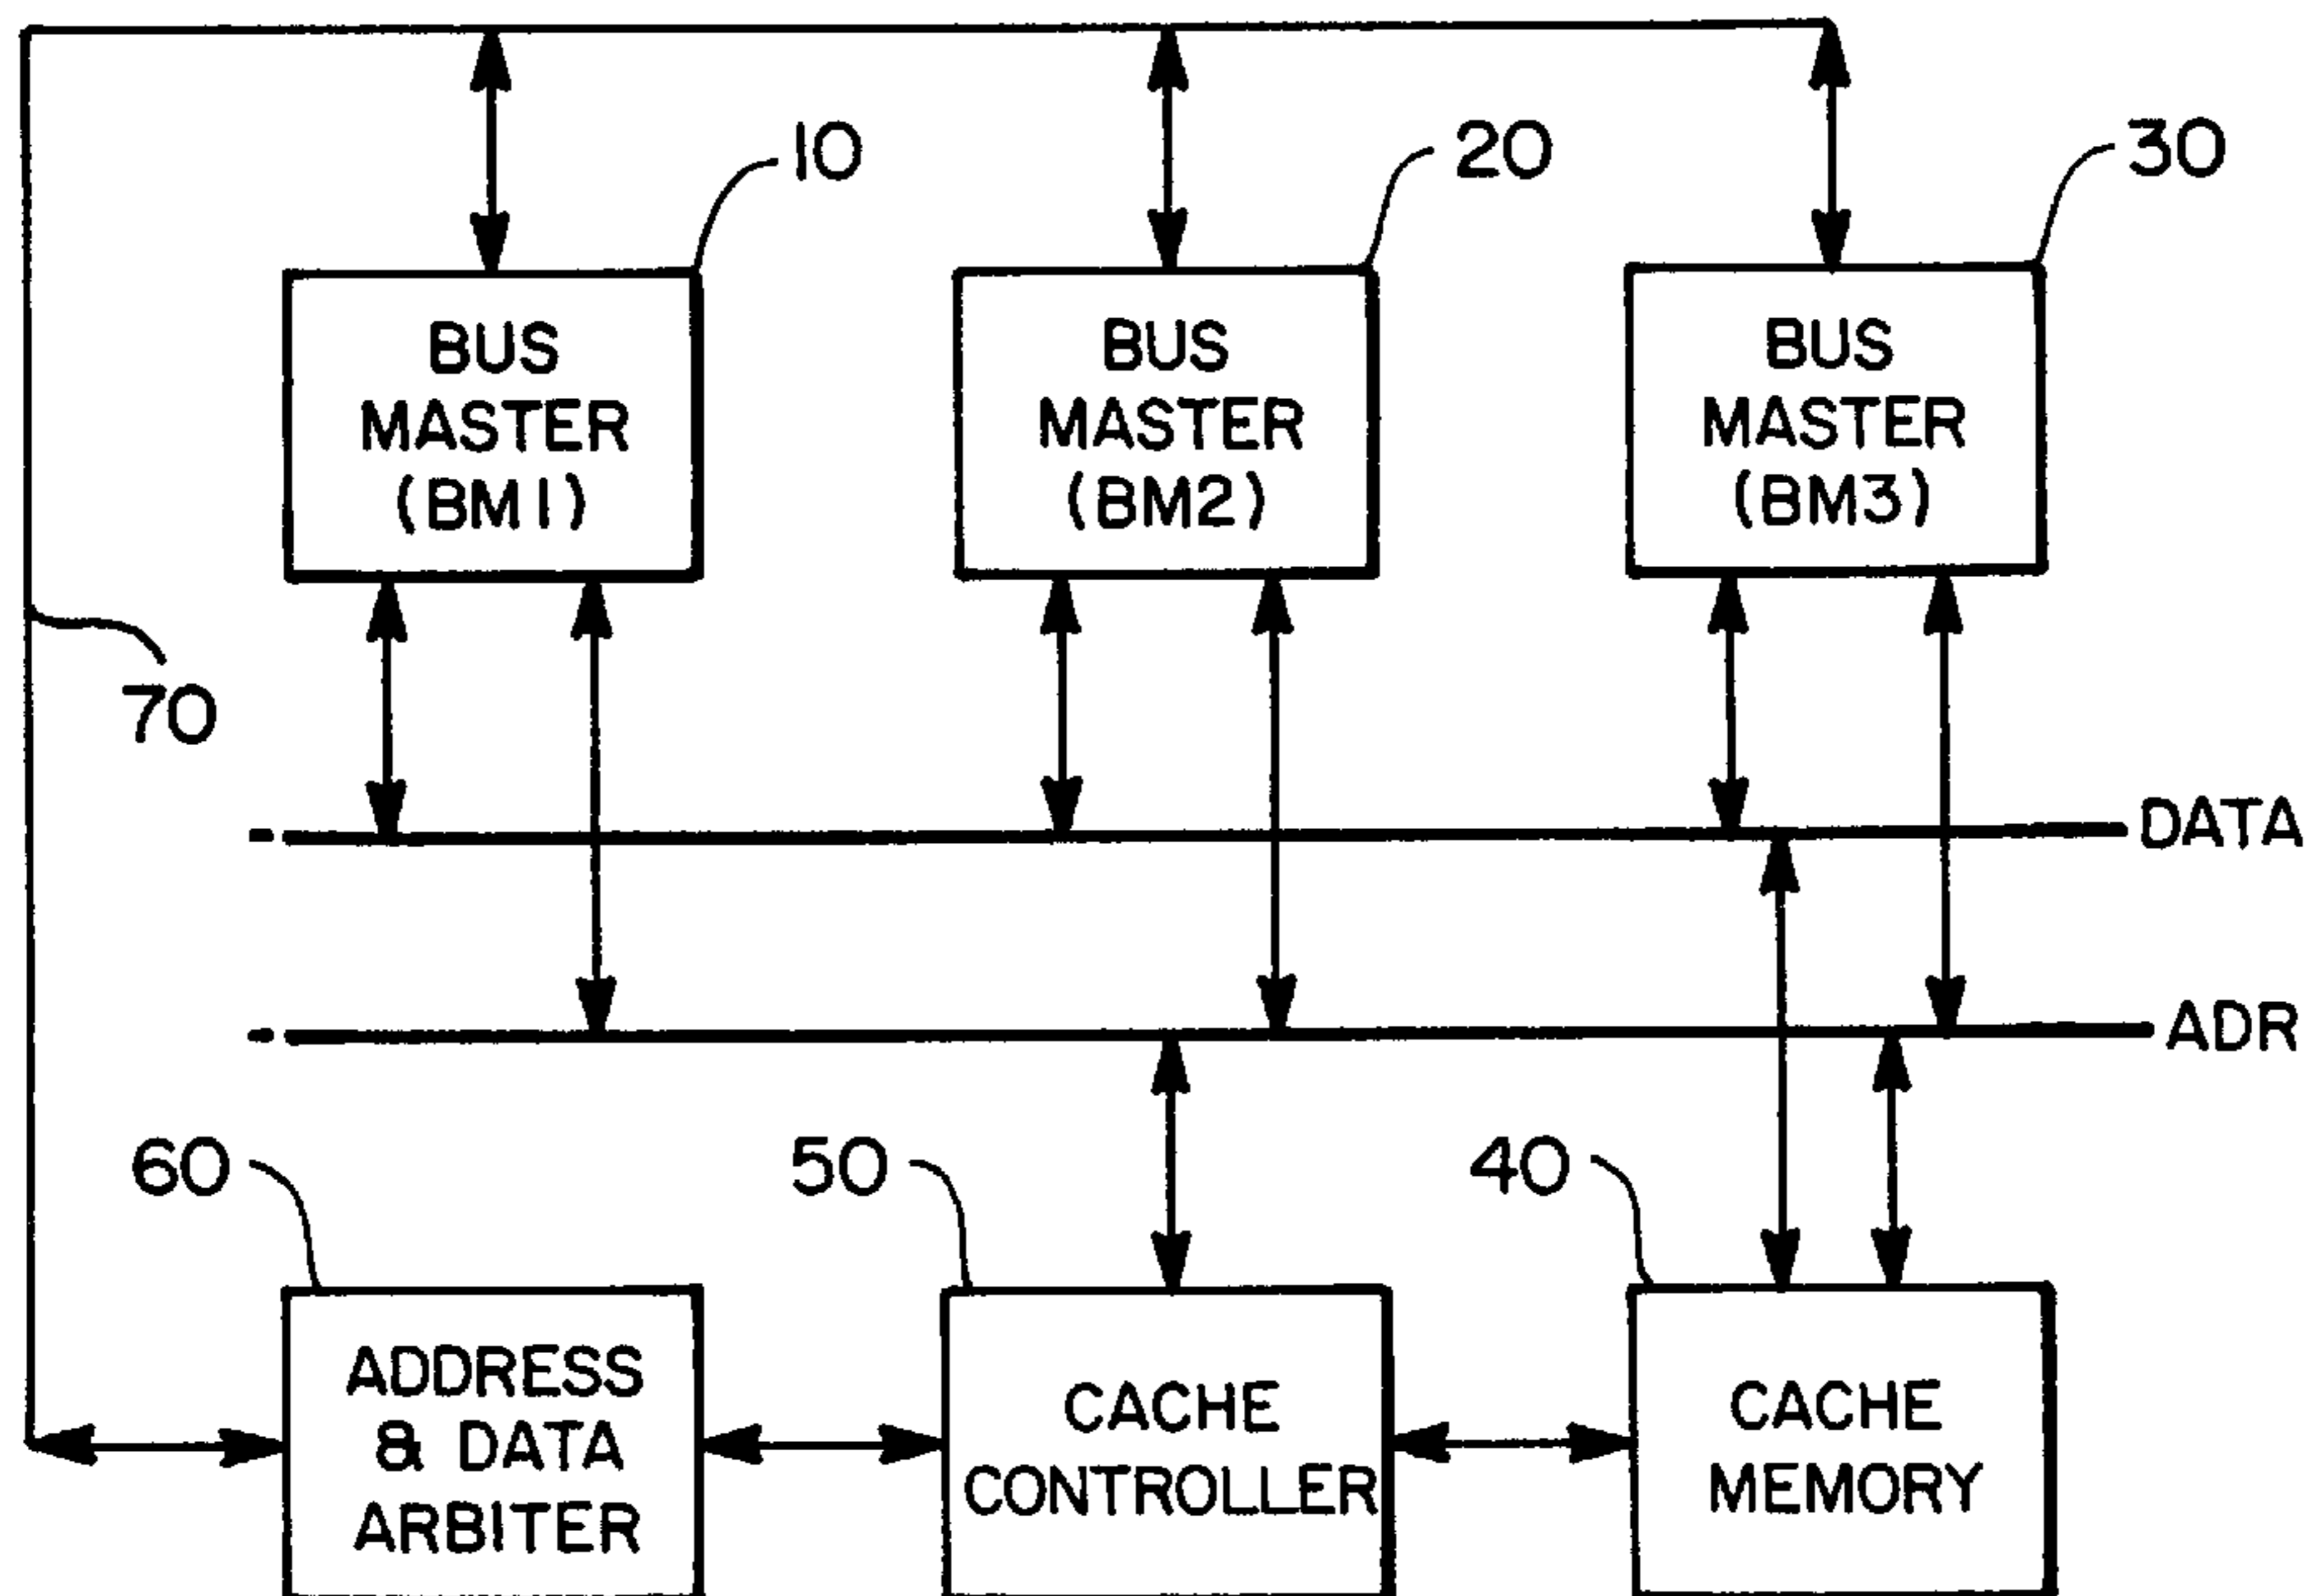 10
20
30
BUS
MASTER
(BM1)
BUS
MASTER
(BM2)
BUS
MASTER
(BM3)
70
DATA
ADR
60
50
40
ADDRESS
& DATA
ARBITER
CACHE
CONTROLLER
CACHE
MEMORY